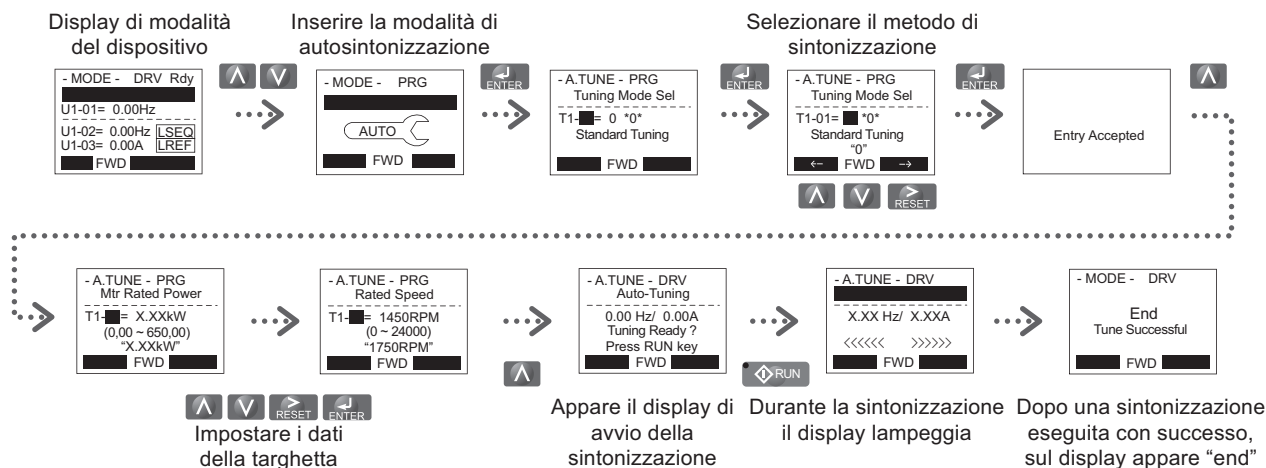 Display di modalità
del dispositivo
- MODE -   DRV  Rdy
U1-01=  0.00Hz
U1-02=  0.00Hz  LSEQ
U1-03=  0.00A  LREF
FWD
Inserire la modalità di
autosintonizzazione
- MODE -   PRG
AUTO
FWD
ENTER
- A.TUNE -  PRG
Tuning Mode Sel
T1-  =  0  *0*
Standard Tuning
FWD
ENTER
Selezionare il metodo di
sintonizzazione
- A.TUNE -  PRG
Tuning Mode Sel
T1-01=   *0*
Standard Tuning
“0”
FWD
RESET
ENTER
Entry Accepted
- A.TUNE -  PRG
Mtr Rated Power
T1-  =  X.XXkW
(0,00 ~ 650,00)
“X.XXkW”
FWD
- A.TUNE -  PRG
Rated Speed
T1-  =  1450RPM
(0 ~ 24000)
“1750RPM”
FWD
RESET
ENTER
Impostare i dati
della targhetta
- A.TUNE -  DRV
Auto-Tuning
0.00 Hz/  0.00A
Tuning Ready ?
Press RUN key
FWD
Appare il display di
avvio della
sintonizzazione
RUN
- A.TUNE -  DRV
X.XX Hz/  X.XXA
<<<<<<  >>>>>>
FWD
Durante la sintonizzazione
il display lampeggia
- MODE -   DRV
End
Tune Successful
FWD
Dopo una sintonizzazione
eseguita con successo,
sul display appare “end”